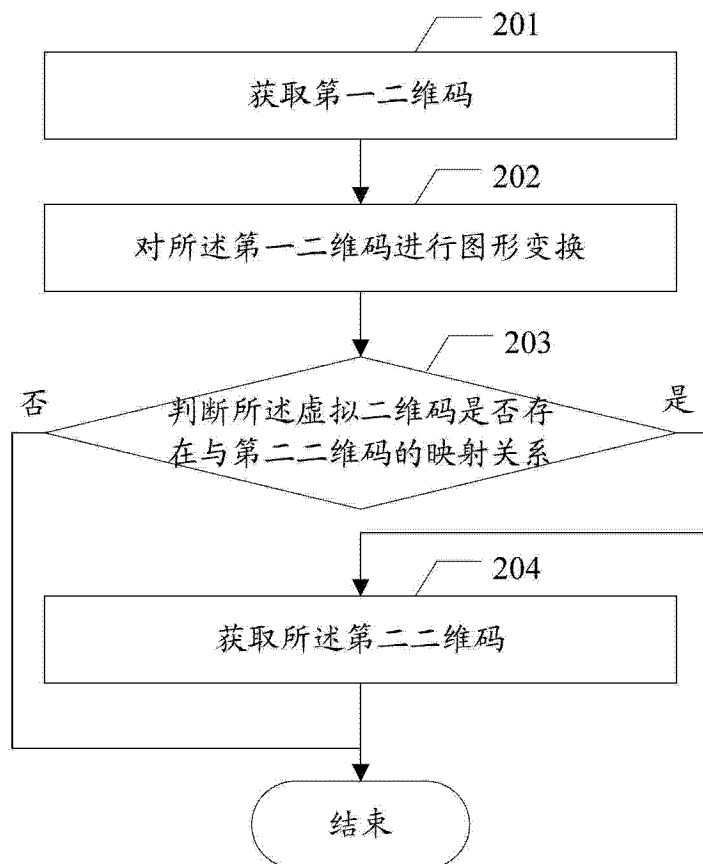 201
获取第一二维码
202
对所述第一二维码进行图形变换
203
否
判断所述虚拟二维码是否存
是
在与第二二维码的映射关系
204
获取所述第二二维码
结束